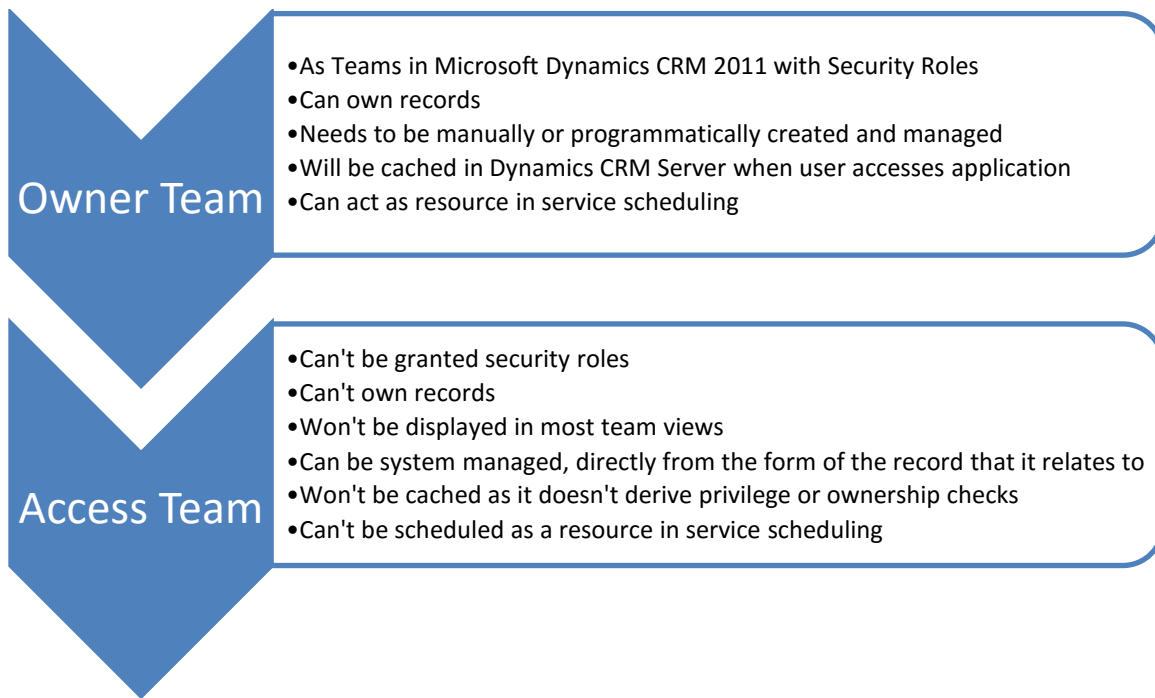 Owner Team
•As Teams in Microsoft Dynamics CRM 2011 with Security Roles
•Can own records
•Needs to be manually or programmatically created and managed
•Will be cached in Dynamics CRM Server when user accesses application
•Can act as resource in service scheduling
Access Team
•Can't be granted security roles
•Can't own records
•Won't be displayed in most team views
•Can be system managed, directly from the form of the record that it relates to
•Won't be cached as it doesn't derive privilege or ownership checks
•Can't be scheduled as a resource in service scheduling